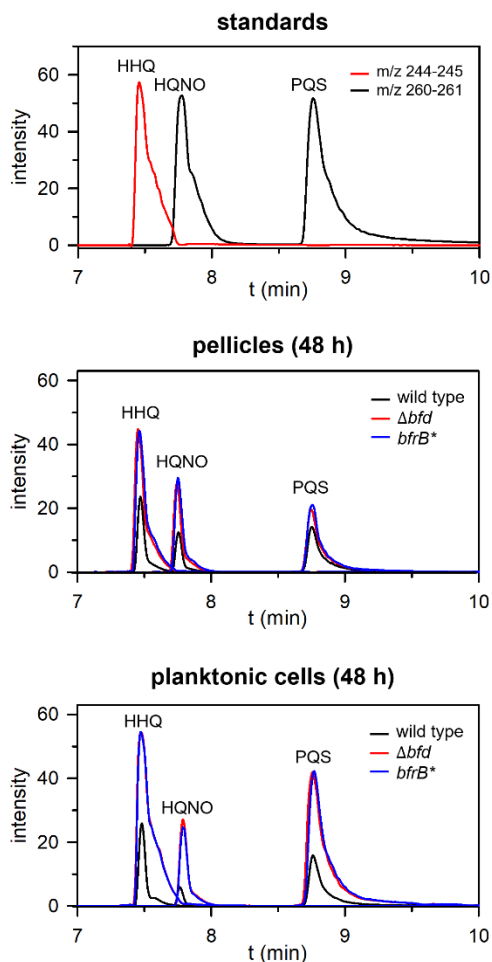 standards
HHQ
HQNO
PQS
m/z 244-245
m/z 260-261
intensity
60
40
20
0
7
8
9
10
t (min)
pellicles (48 h)
HHQ
HQNO
PQS
wild type
Δbfd
bfrB*
intensity
60
40
20
0
7
8
9
10
t (min)
planktonic cells (48 h)
HHQ
HQNO
PQS
wild type
Δbfd
bfrB*
intensity
60
40
20
0
7
8
9
10
t (min)